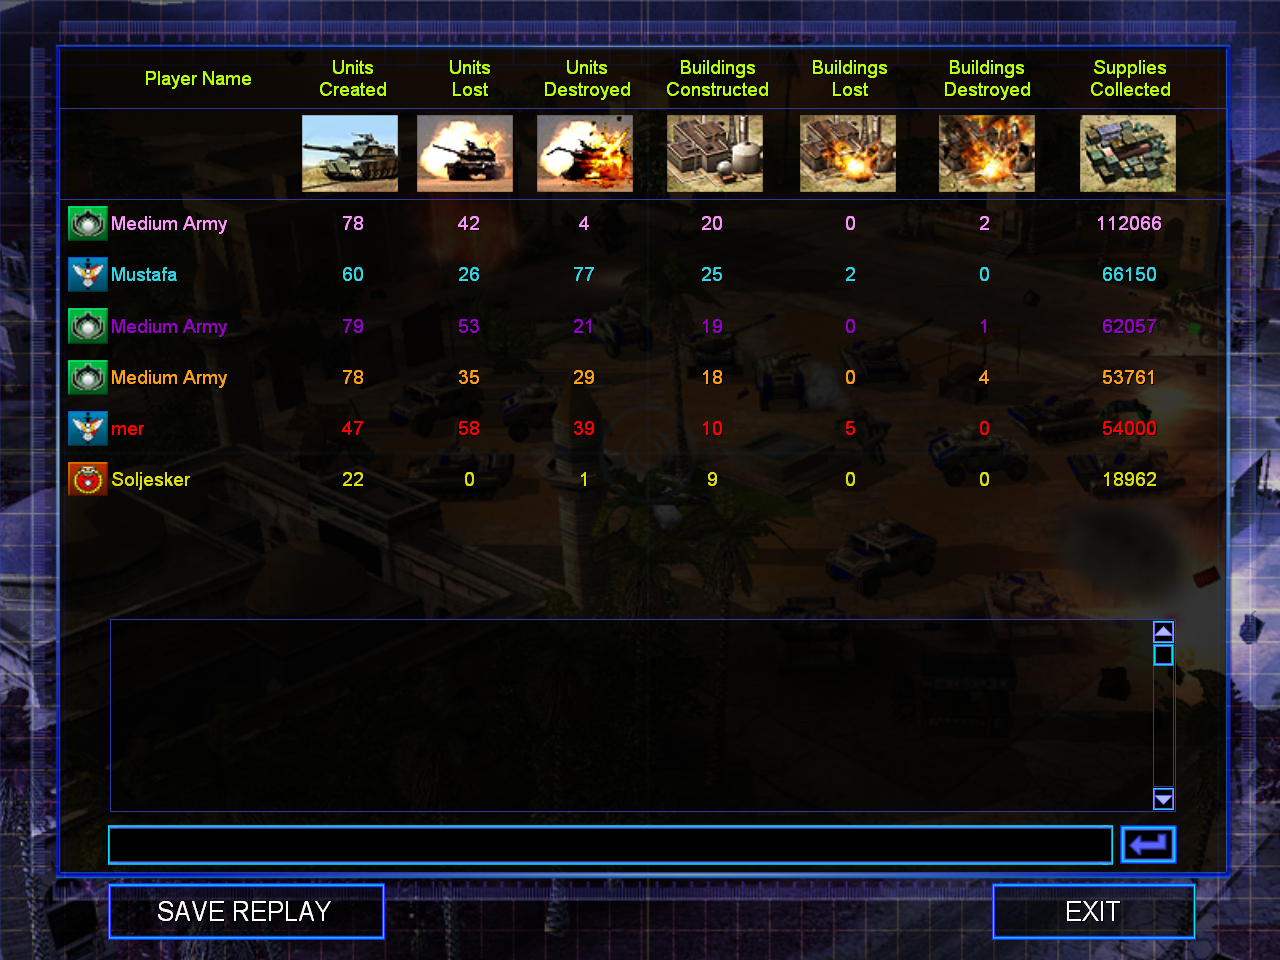 Player Name Units Created Units Lost Units Destroyed Buildings Constructed Buildings Lost Buildings Destroyed Supplies Collected
Medium Army 78 42 4 20 0 2 112066
Mustafa 60 26 77 25 2 0 66150
Medium Army 79 53 21 19 0 1 62057
Medium Army 78 35 29 18 0 4 53761
mer 47 58 39 10 5 0 54000
Soljesker 22 0 1 9 0 0 18962
SAVE REPLAY EXIT